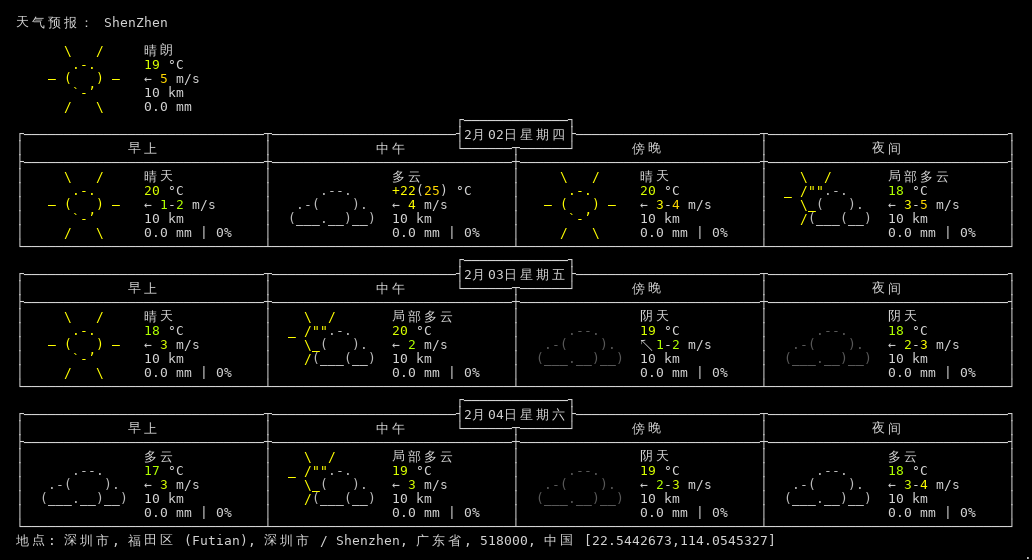 天气预报： ShenZhen
晴朗
19 °C
← 5 m/s
10 km
0.0 mm
2月02日星期四
早上 中午 傍晚 夜间
晴天 多云 晴天 局部多云
20 °C +22(25) °C 20 °C 18 °C
← 1-2 m/s ← 4 m/s ← 3-4 m/s ← 3-5 m/s
10 km 10 km 10 km 10 km
0.0 mm | 0% 0.0 mm | 0% 0.0 mm | 0% 0.0 mm | 0%
2月03日星期五
早上 中午 傍晚 夜间
晴天 局部多云 阴天 阴天
18 °C 20 °C 19 °C 18 °C
← 3 m/s ← 2 m/s ↖ 1-2 m/s ← 2-3 m/s
10 km 10 km 10 km 10 km
0.0 mm | 0% 0.0 mm | 0% 0.0 mm | 0% 0.0 mm | 0%
2月04日星期六
早上 中午 傍晚 夜间
多云 局部多云 阴天 多云
17 °C 19 °C 19 °C 18 °C
← 3 m/s ← 3 m/s ← 2-3 m/s ← 3-4 m/s
10 km 10 km 10 km 10 km
0.0 mm | 0% 0.0 mm | 0% 0.0 mm | 0% 0.0 mm | 0%
地点: 深圳市, 福田区 (Futian), 深圳市 / Shenzhen, 广东省, 518000, 中国 [22.5442673,114.0545327]